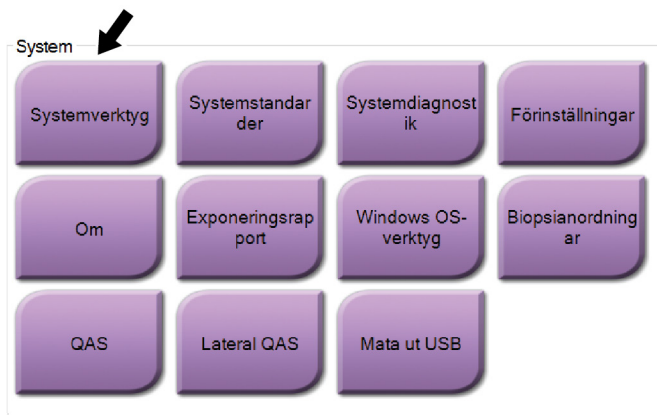 System
Systemverktyg
Systemstandar
der
Systemdiagnost
ik
Förinställningar
Om
Exponeringsrap
port
Windows OS-
verktyg
Biopsianordning
ar
QAS
Lateral QAS
Mata ut USB